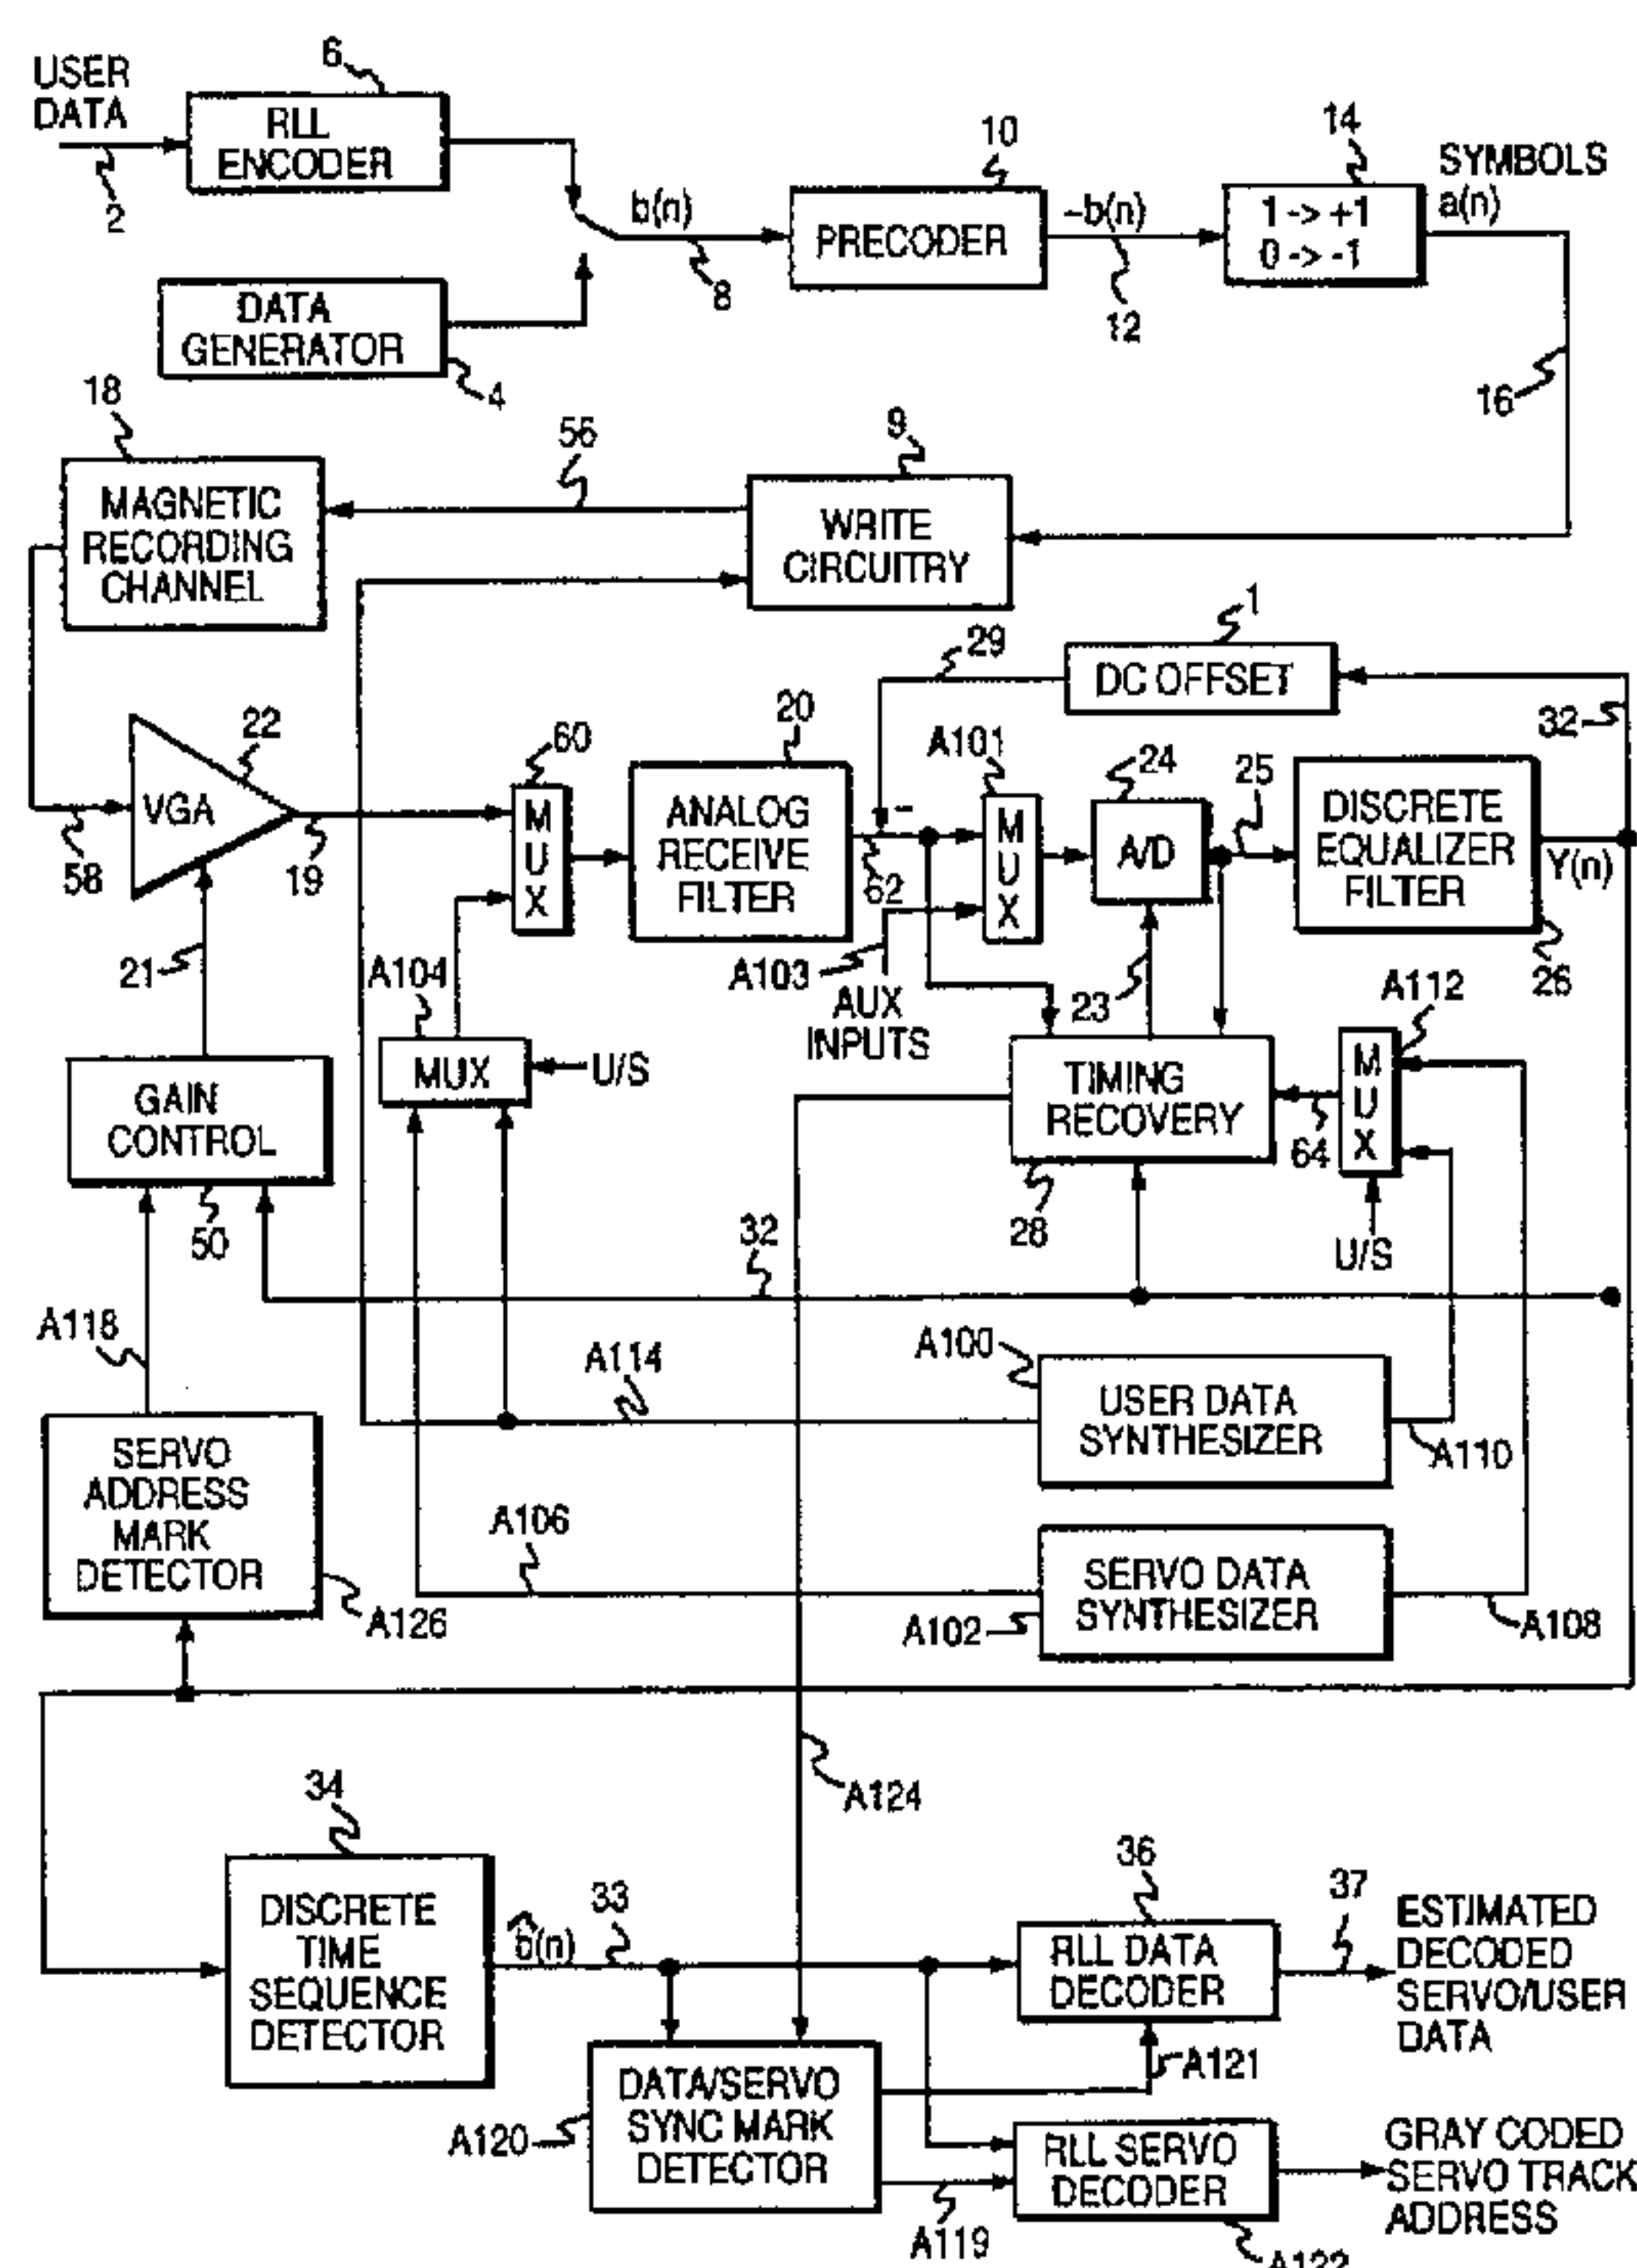 USER
DATA
2
6
RLL
ENCODER
b(n)
8
10
PRECODER
-b(n)
12
14
1 -> +1
0 -> -1
SYMBOLS
a(n)
16
DATA
GENERATOR
4
18
MAGNETIC
RECORDING
CHANNEL
56
9
WRITE
CIRCUITRY
1
DC OFFSET
29
32
22
VGA
58
19
21
60
M
U
X
20
ANALOG
RECEIVE
FILTER
-
62
A101
M
U
X
A103
AUX
INPUTS
24
A/D
25
23
DISCRETE
EQUALIZER
FILTER
Y(n)
26
A104
MUX
U/S
GAIN
CONTROL
50
TIMING
RECOVERY
28
64
A112
M
U
X
U/S
32
A118
A114
A100
USER DATA
SYNTHESIZER
A110
SERVO
ADDRESS
MARK
DETECTOR
A126
A106
A102
SERVO DATA
SYNTHESIZER
A108
A124
34
DISCRETE
TIME
SEQUENCE
DETECTOR
b̂(n)
33
36
RLL DATA
DECODER
37
ESTIMATED
DECODED
SERVO/USER
DATA
A121
A120
DATA/SERVO
SYNC MARK
DETECTOR
A119
RLL SERVO
DECODER
A122
GRAY CODED
SERVO TRACK
ADDRESS